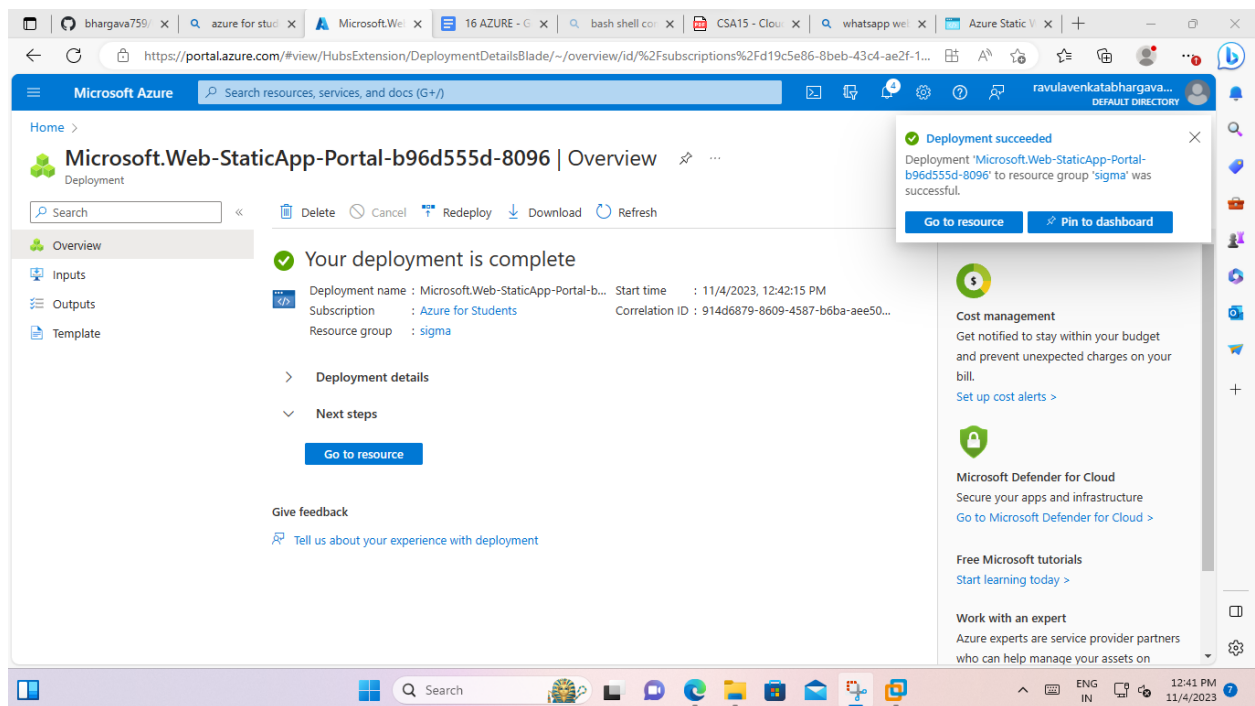 bhargava759/
azure for stud
Microsoft.We
16 AZURE - G
bash shell cor
CSA15 - Clou
whatsapp wel
Azure Static V
https://portal.azure.com/#view/HubsExtension/DeploymentDetailsBlade/~/overview/id/%2Fsubscriptions%2Fd19c5e86-8beb-43c4-ae2f-1...
Microsoft Azure
Search resources, services, and docs (G+/)
4
ravulavenkatabhargava...
DEFAULT DIRECTORY
Home >
Microsoft.Web-StaticApp-Portal-b96d555d-8096 | Overview
Deployment
Search
Delete
Cancel
Redeploy
Download
Refresh
Overview
Inputs
Outputs
Template
Your deployment is complete
Deployment name : Microsoft.Web-StaticApp-Portal-b...
Subscription : Azure for Students
Resource group : sigma
Start time : 11/4/2023, 12:42:15 PM
Correlation ID : 914d6879-8609-4587-b6ba-aee50...
Deployment details
Next steps
Go to resource
Give feedback
Tell us about your experience with deployment
Deployment succeeded
Deployment 'Microsoft.Web-StaticApp-Portal-
b96d555d-8096' to resource group 'sigma' was
successful.
Go to resource
Pin to dashboard
Cost management
Get notified to stay within your budget
and prevent unexpected charges on your
bill.
Set up cost alerts >
Microsoft Defender for Cloud
Secure your apps and infrastructure
Go to Microsoft Defender for Cloud >
Free Microsoft tutorials
Start learning today >
Work with an expert
Azure experts are service provider partners
who can help manage your assets on
Search
ENG
IN
12:41 PM
11/4/2023
7